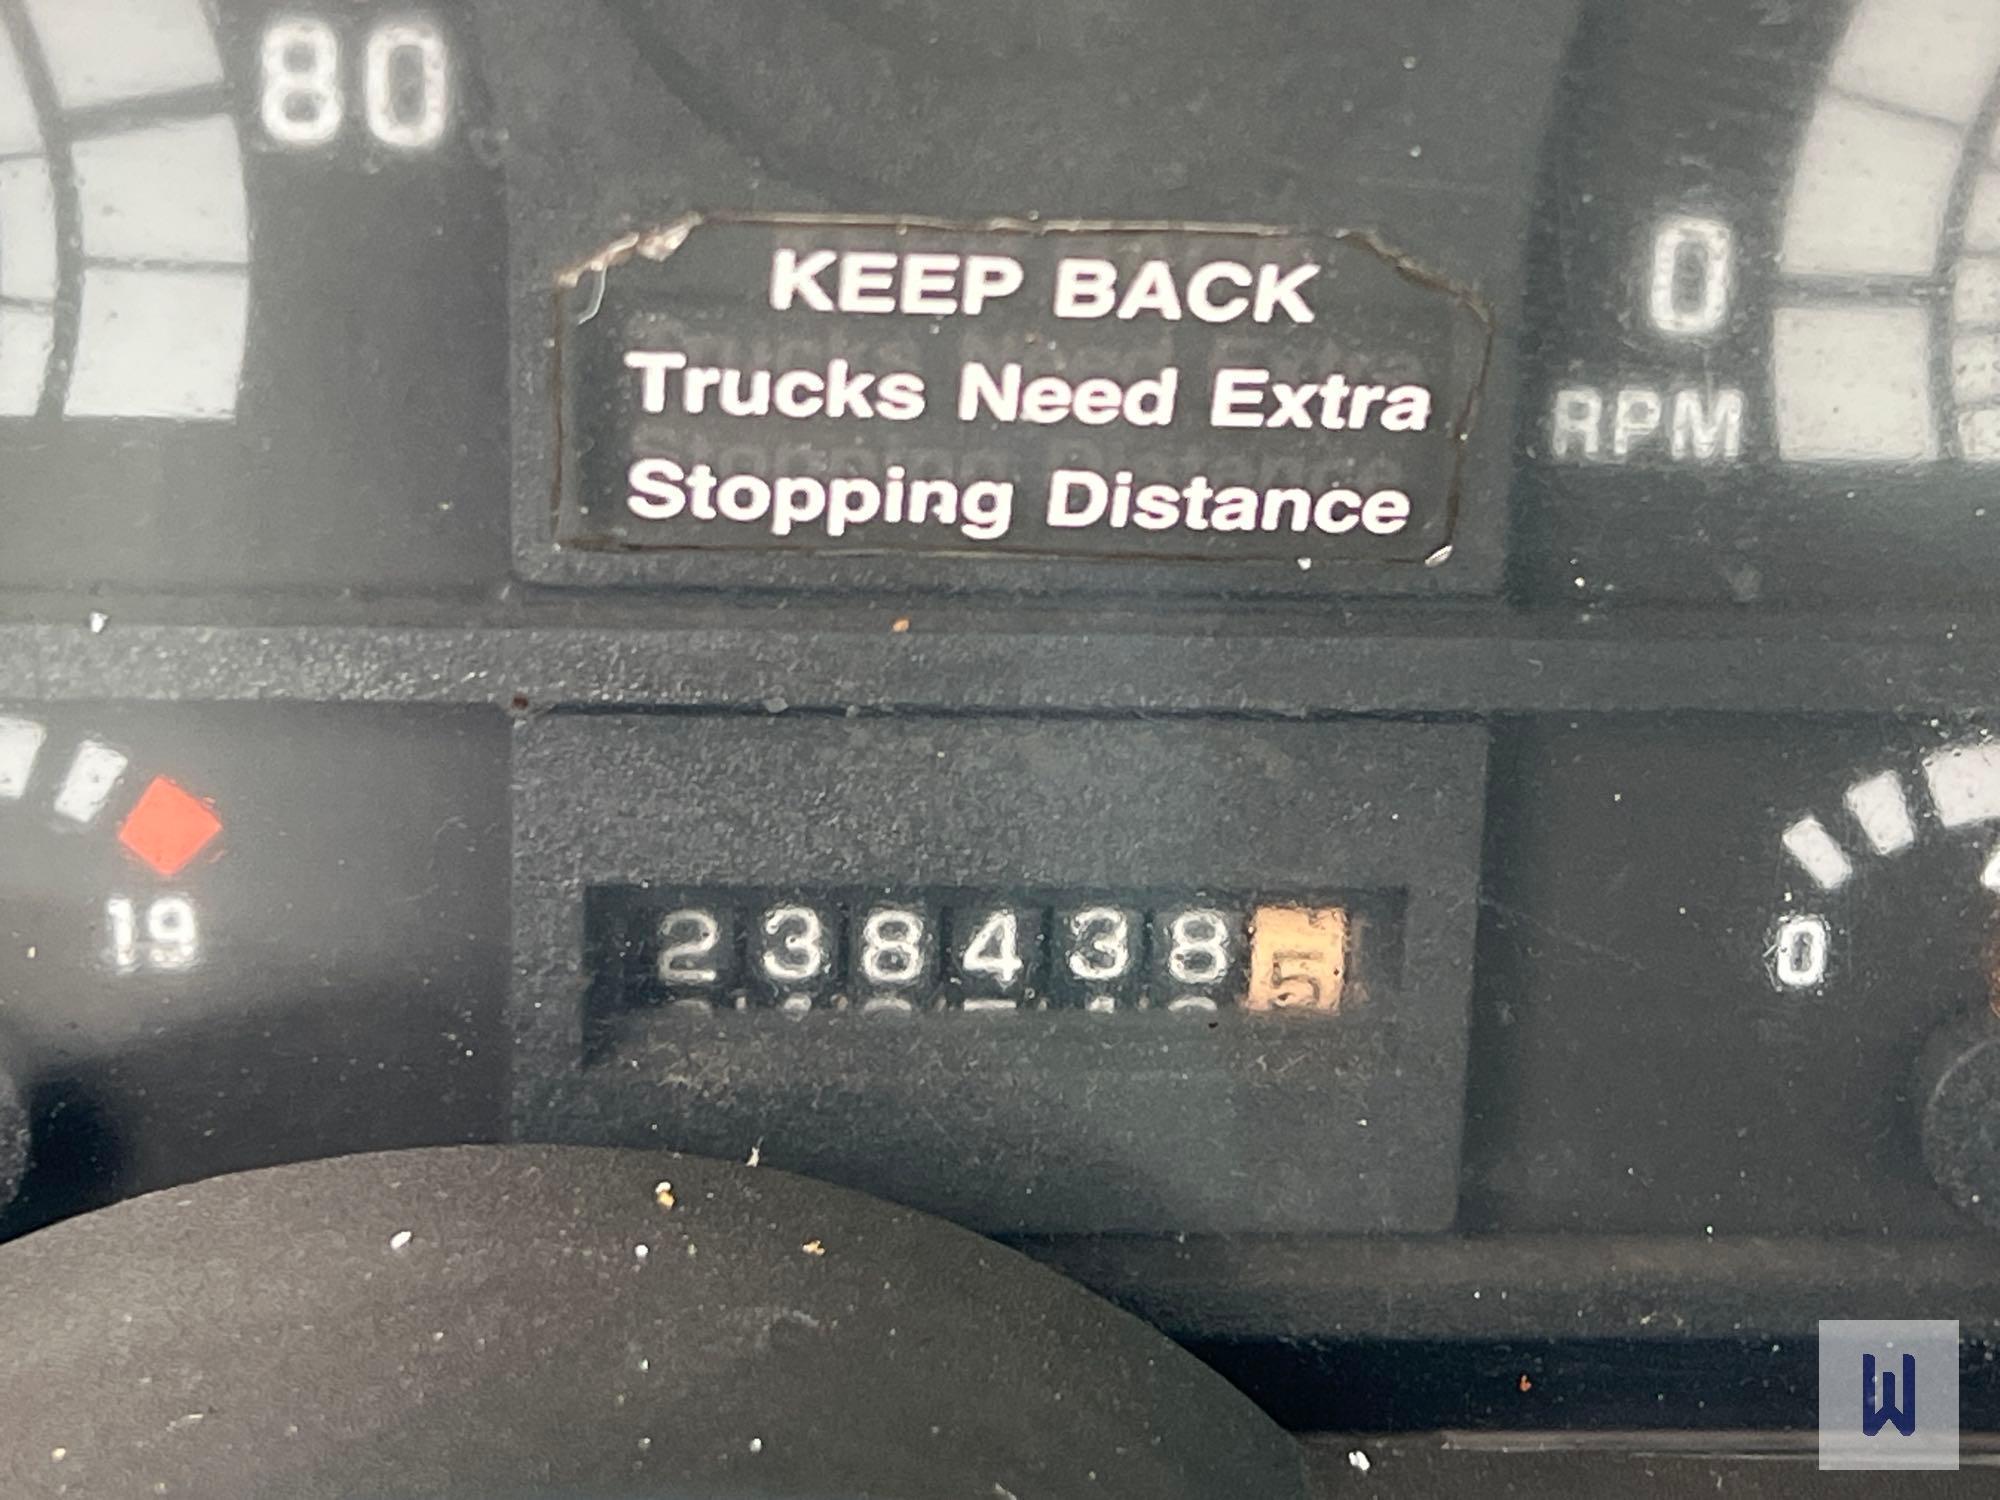 80
KEEP BACK
Trucks Need Extra
Stopping Distance
0
RPM
19
2384385
0
W